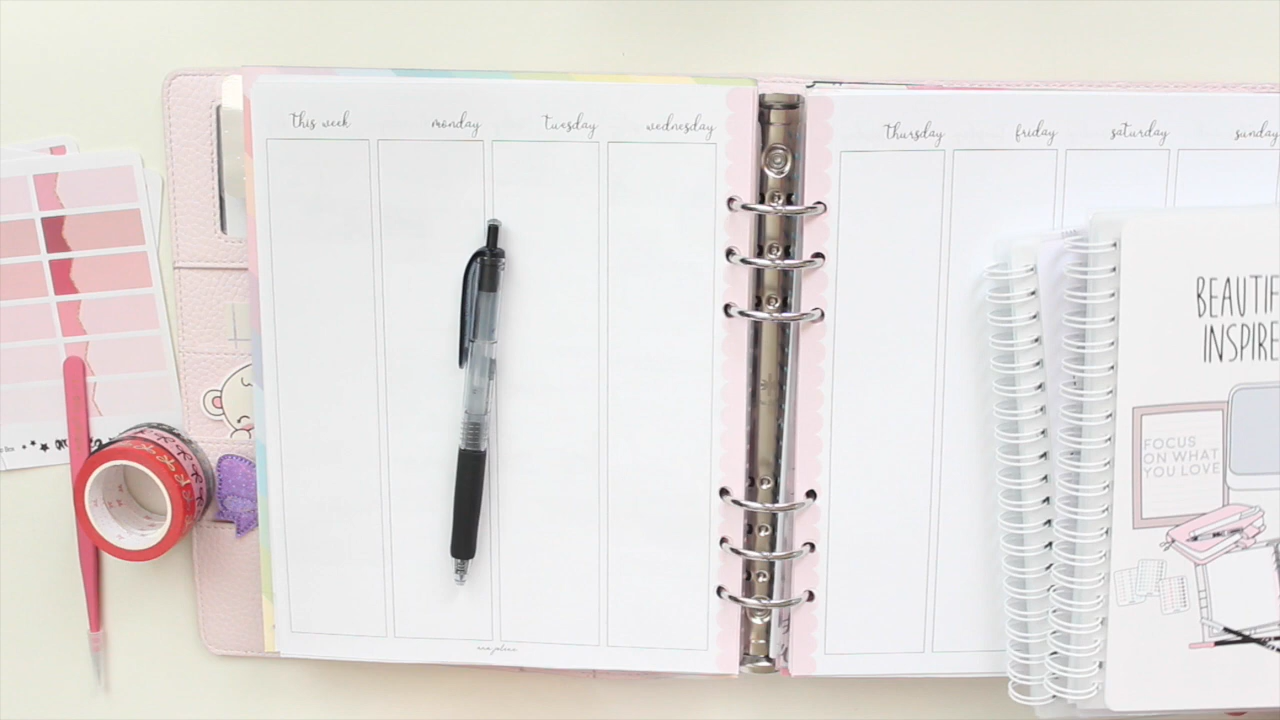 This week
monday
Tuesday
wednesday
Thursday
friday
saturday
sunday
BEAUTIF
INSPIRE
FOCUS
ON WHAT
YOU LOVE